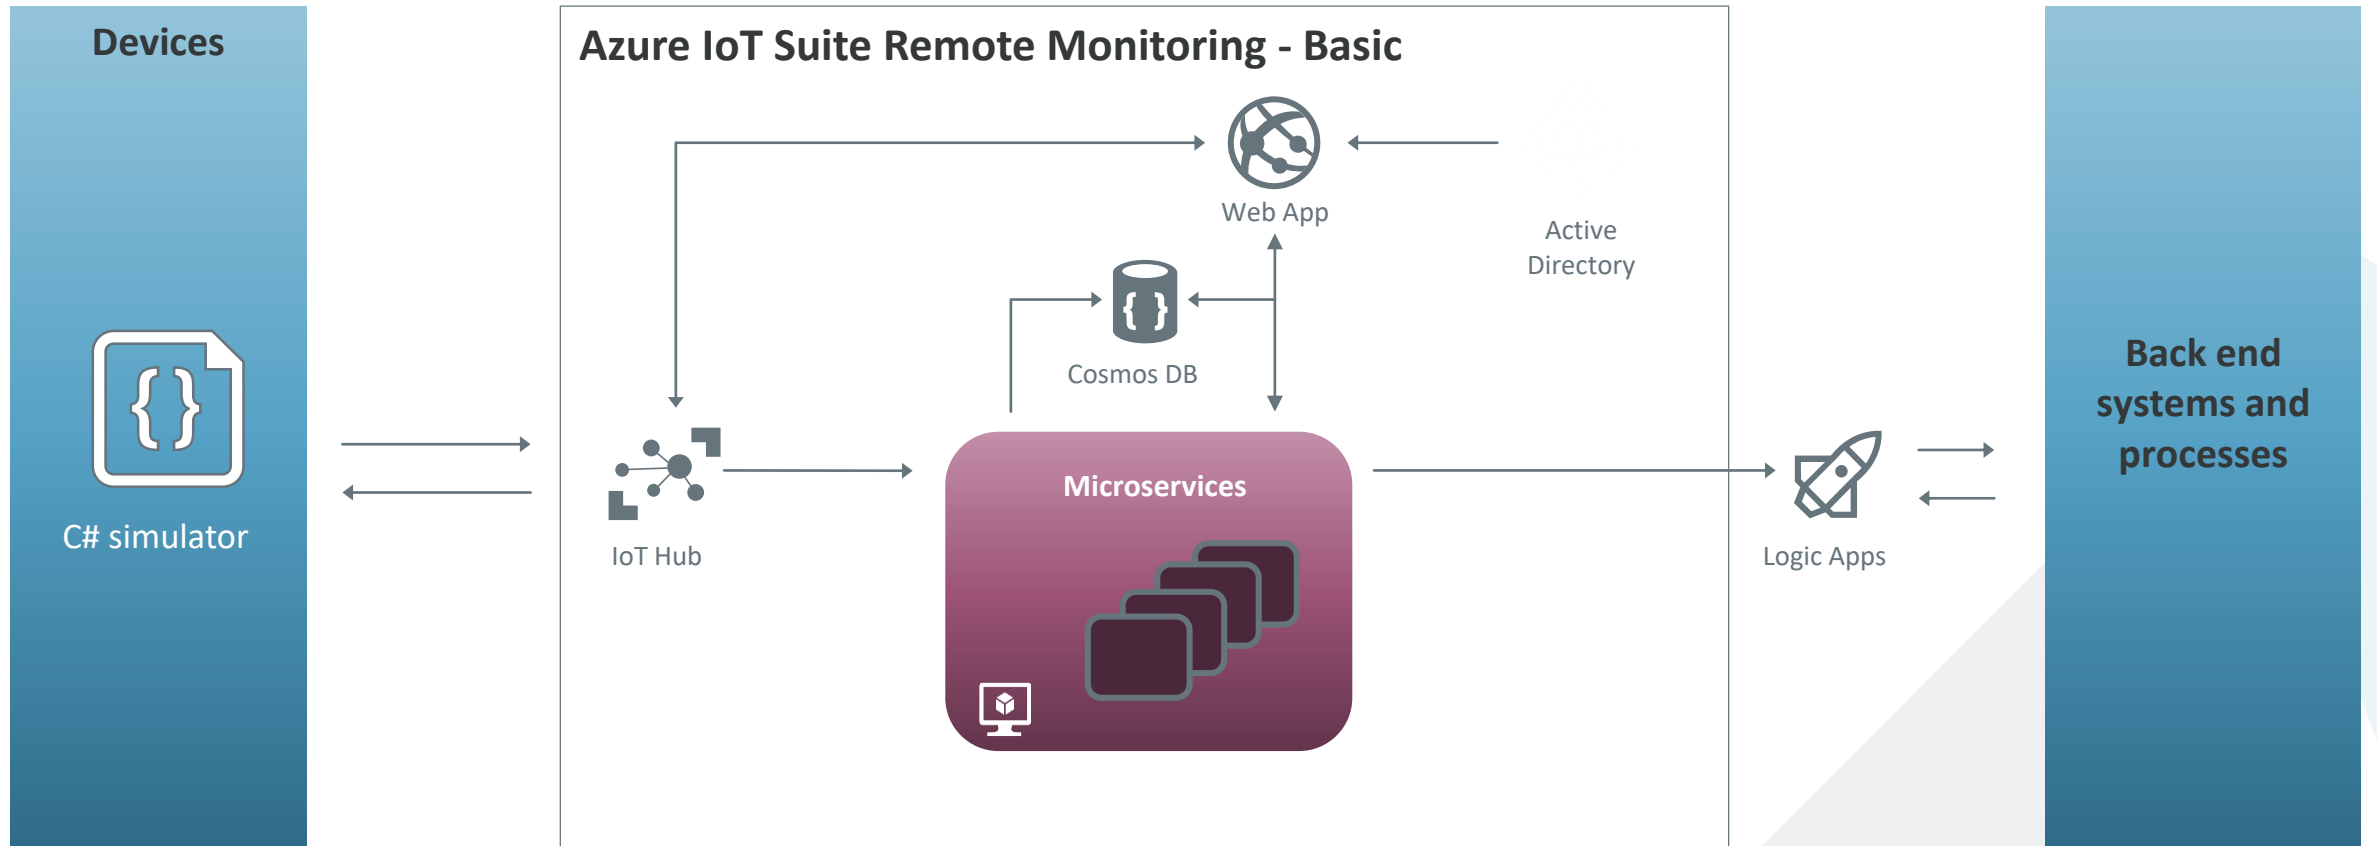 Devices
Azure IoT Suite Remote Monitoring - Basic
Web App
Active
Directory
{ }
Cosmos DB
Back end
systems and
processes
{ }
Microservices
C# simulator
IoT Hub
Logic Apps